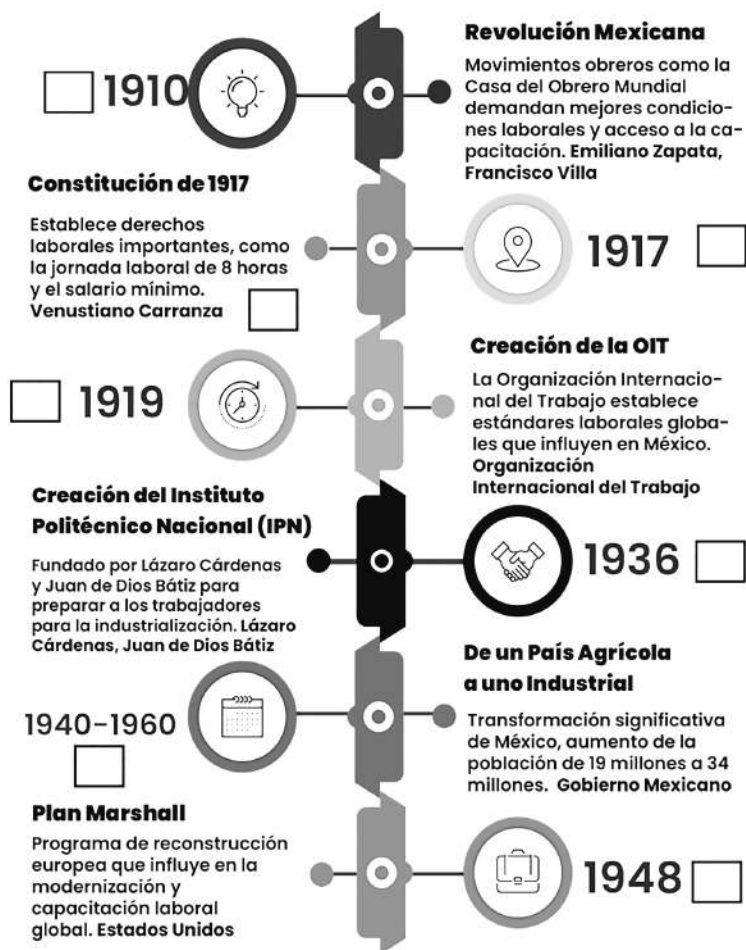 1910
Revolución Mexicana
Movimientos obreros como la
Casa del Obrero Mundial
demandan mejores condicio-
nes laborales y acceso a la ca-
pacitación. Emiliano Zapata,
Francisco Villa
Constitución de 1917
Establece derechos
laborales importantes, como
la jornada laboral de 8 horas
y el salario mínimo.
Venustiano Carranza
1917
1919
Creación de la OIT
La Organización Internacio-
nal del Trabajo establece
estándares laborales globa-
les que influyen en México.
Organización
Internacional del Trabajo
Creación del Instituto
Politécnico Nacional (IPN)
Fundado por Lázaro Cárdenas
y Juan de Dios Bátiz para
preparar a los trabajadores
para la industrialización. Lázaro
Cárdenas, Juan de Dios Bátiz
1936
1940-1960
De un País Agrícola
a uno Industrial
Transformación significativa
de México, aumento de la
población de 19 millones a 34
millones. Gobierno Mexicano
Plan Marshall
Programa de reconstrucción
europea que influye en la
modernización y
capacitación laboral
global. Estados Unidos
1948